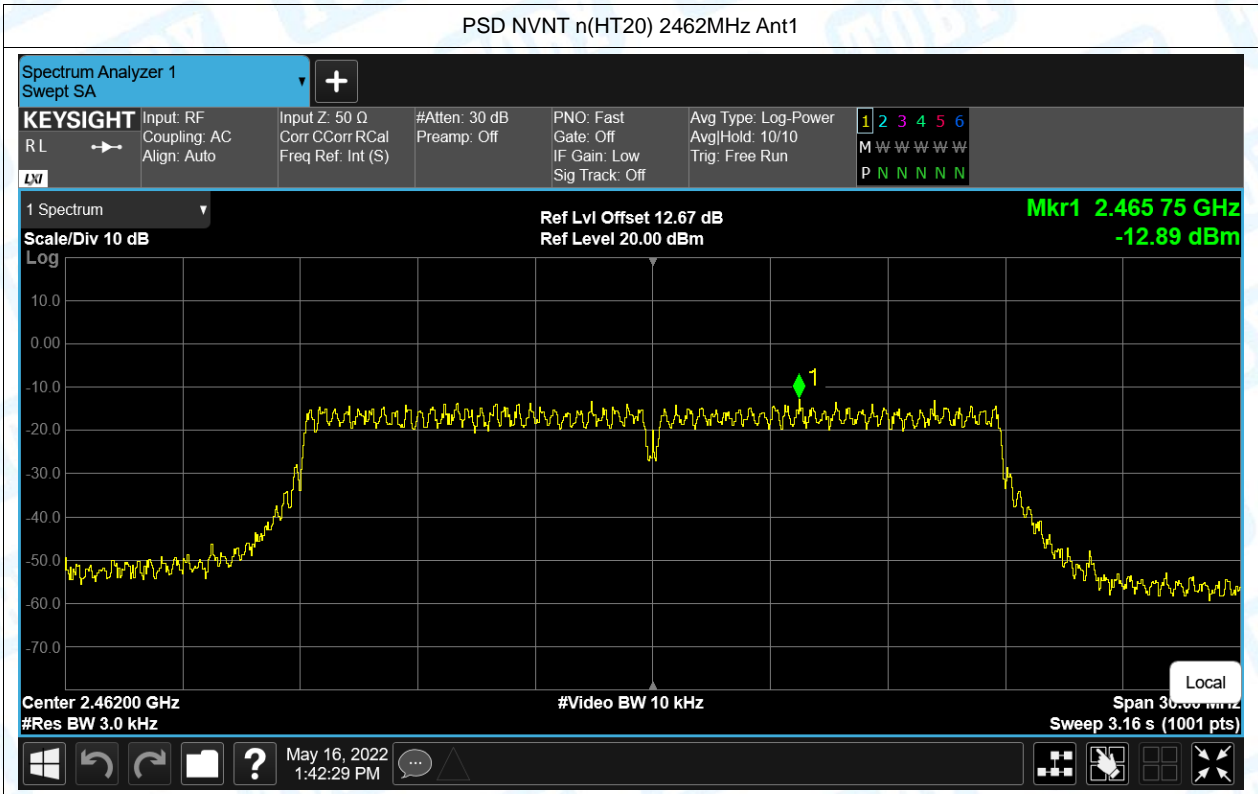 PSD NVNT n(HT20) 2462MHz Ant1
Spectrum Analyzer 1
Swept SA
KEYSIGHT
RL
LXI
Input: RF
Coupling: AC
Align: Auto
Input Z: 50 Ω
Corr CCorr RCal
Freq Ref: Int (S)
#Atten: 30 dB
Preamp: Off
PNO: Fast
Gate: Off
IF Gain: Low
Sig Track: Off
Avg Type: Log-Power
Avg|Hold: 10/10
Trig: Free Run
1 2 3 4 5 6
M W W W W W
P N N N N N
1 Spectrum
Scale/Div 10 dB
Log
Ref Lvl Offset 12.67 dB
Ref Level 20.00 dBm
Mkr1 2.465 75 GHz
-12.89 dBm
10.0
0.00
-10.0
-20.0
-30.0
-40.0
-50.0
-60.0
-70.0
1
Local
Center 2.46200 GHz
#Video BW 10 kHz
Span 30.00 MHz
#Res BW 3.0 kHz
Sweep 3.16 s (1001 pts)
?
May 16, 2022
1:42:29 PM